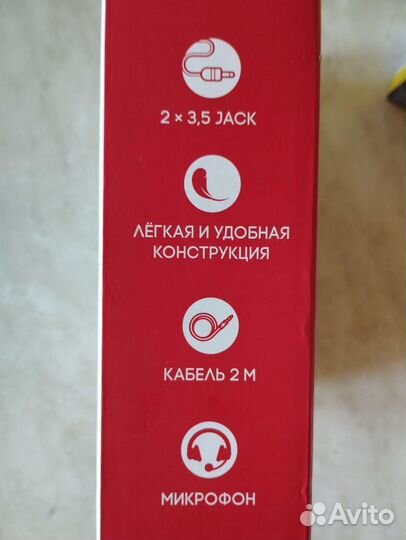 2 × 3,5 JACK
ЛЁГКАЯ И УДОБНАЯ
КОНСТРУКЦИЯ
КАБЕЛЬ 2 М
МИКРОФОН
Avito